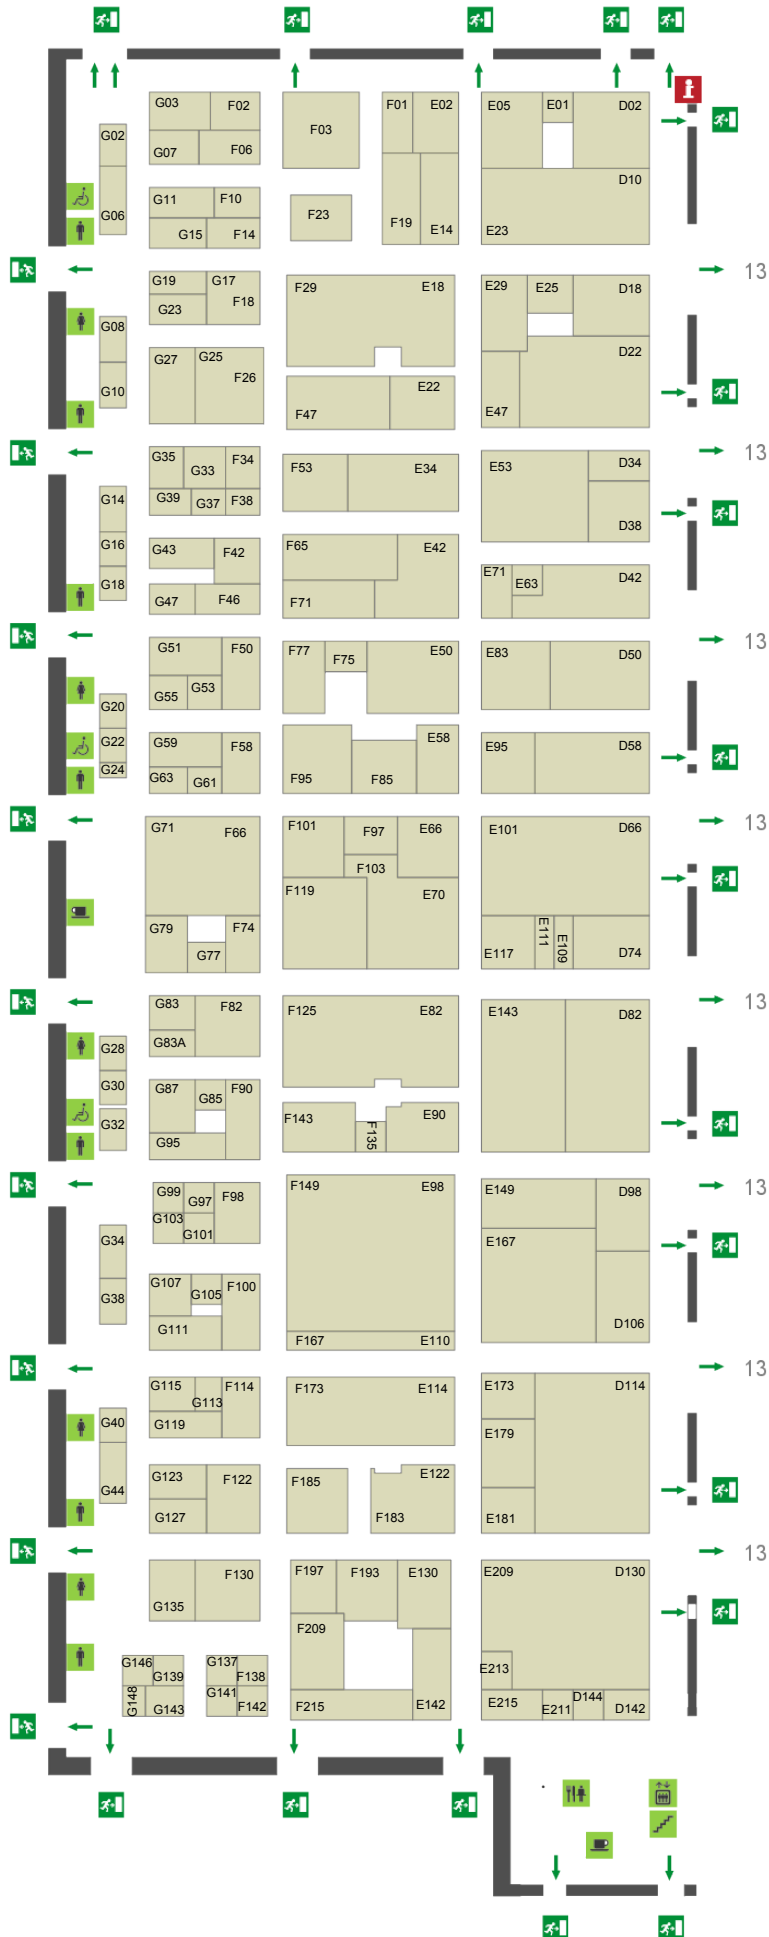 G03 F02
F01 E02
E05 E01 D02
G02
F03
G07 F06
D10
G11 F10
G06
F23
F19 E14
G15 F14
E23
13
G19 G17
F29 E18
E29 E25 D18
G23 F18
G08
G27 G25
F26
D22
E22
G10
F47
E47
13
G35 G33 F34
F53 E34
E53 D34
G39 G37 F38
G14
D38
G16
G43 F42
F65 E42
G18
E71 E63 D42
G47 F46
F71
13
G51 F50
F77 F75 E50
E83 D50
G55 G53
G20
G22
G59 F58
E58
E95 D58
G24
G63 G61
F95 F85
13
G71 F66
F101 F97 E66
E101 D66
F103
F119 E70
G79 F74
G77
E117 E111 E109 D74
13
G83 F82
F125 E82
E143 D82
G83A
G28
G30
G87 G85 F90
G32
F143 F135 E90
G95
13
G99 G97 F98
F149 E98
E149 D98
G103 G101
G34
E167
G107 G105 F100
G38
G111
D106
F167 E110
13
G115 G113 F114
F173 E114
E173 D114
G40
G119
E179
G123 F122
F185 E122
G44
G127
F183
E181
13
F130
F197 F193 E130
E209 D130
G135
F209
G146 G139
G137 F138
E213
G148 G143
G141 F142
F215 E142
E215 E211 D144 D142